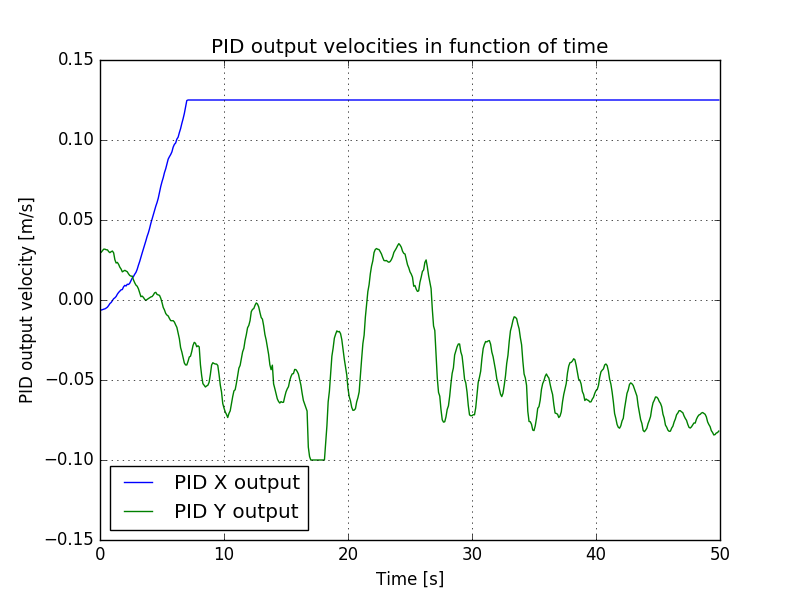 PID output velocities in function of time
0.15
0.10
0.05
0.00
−0.05
−0.10
−0.15
PID output velocity [m/s]
PID X output
PID Y output
0 10 20 30 40 50
Time [s]